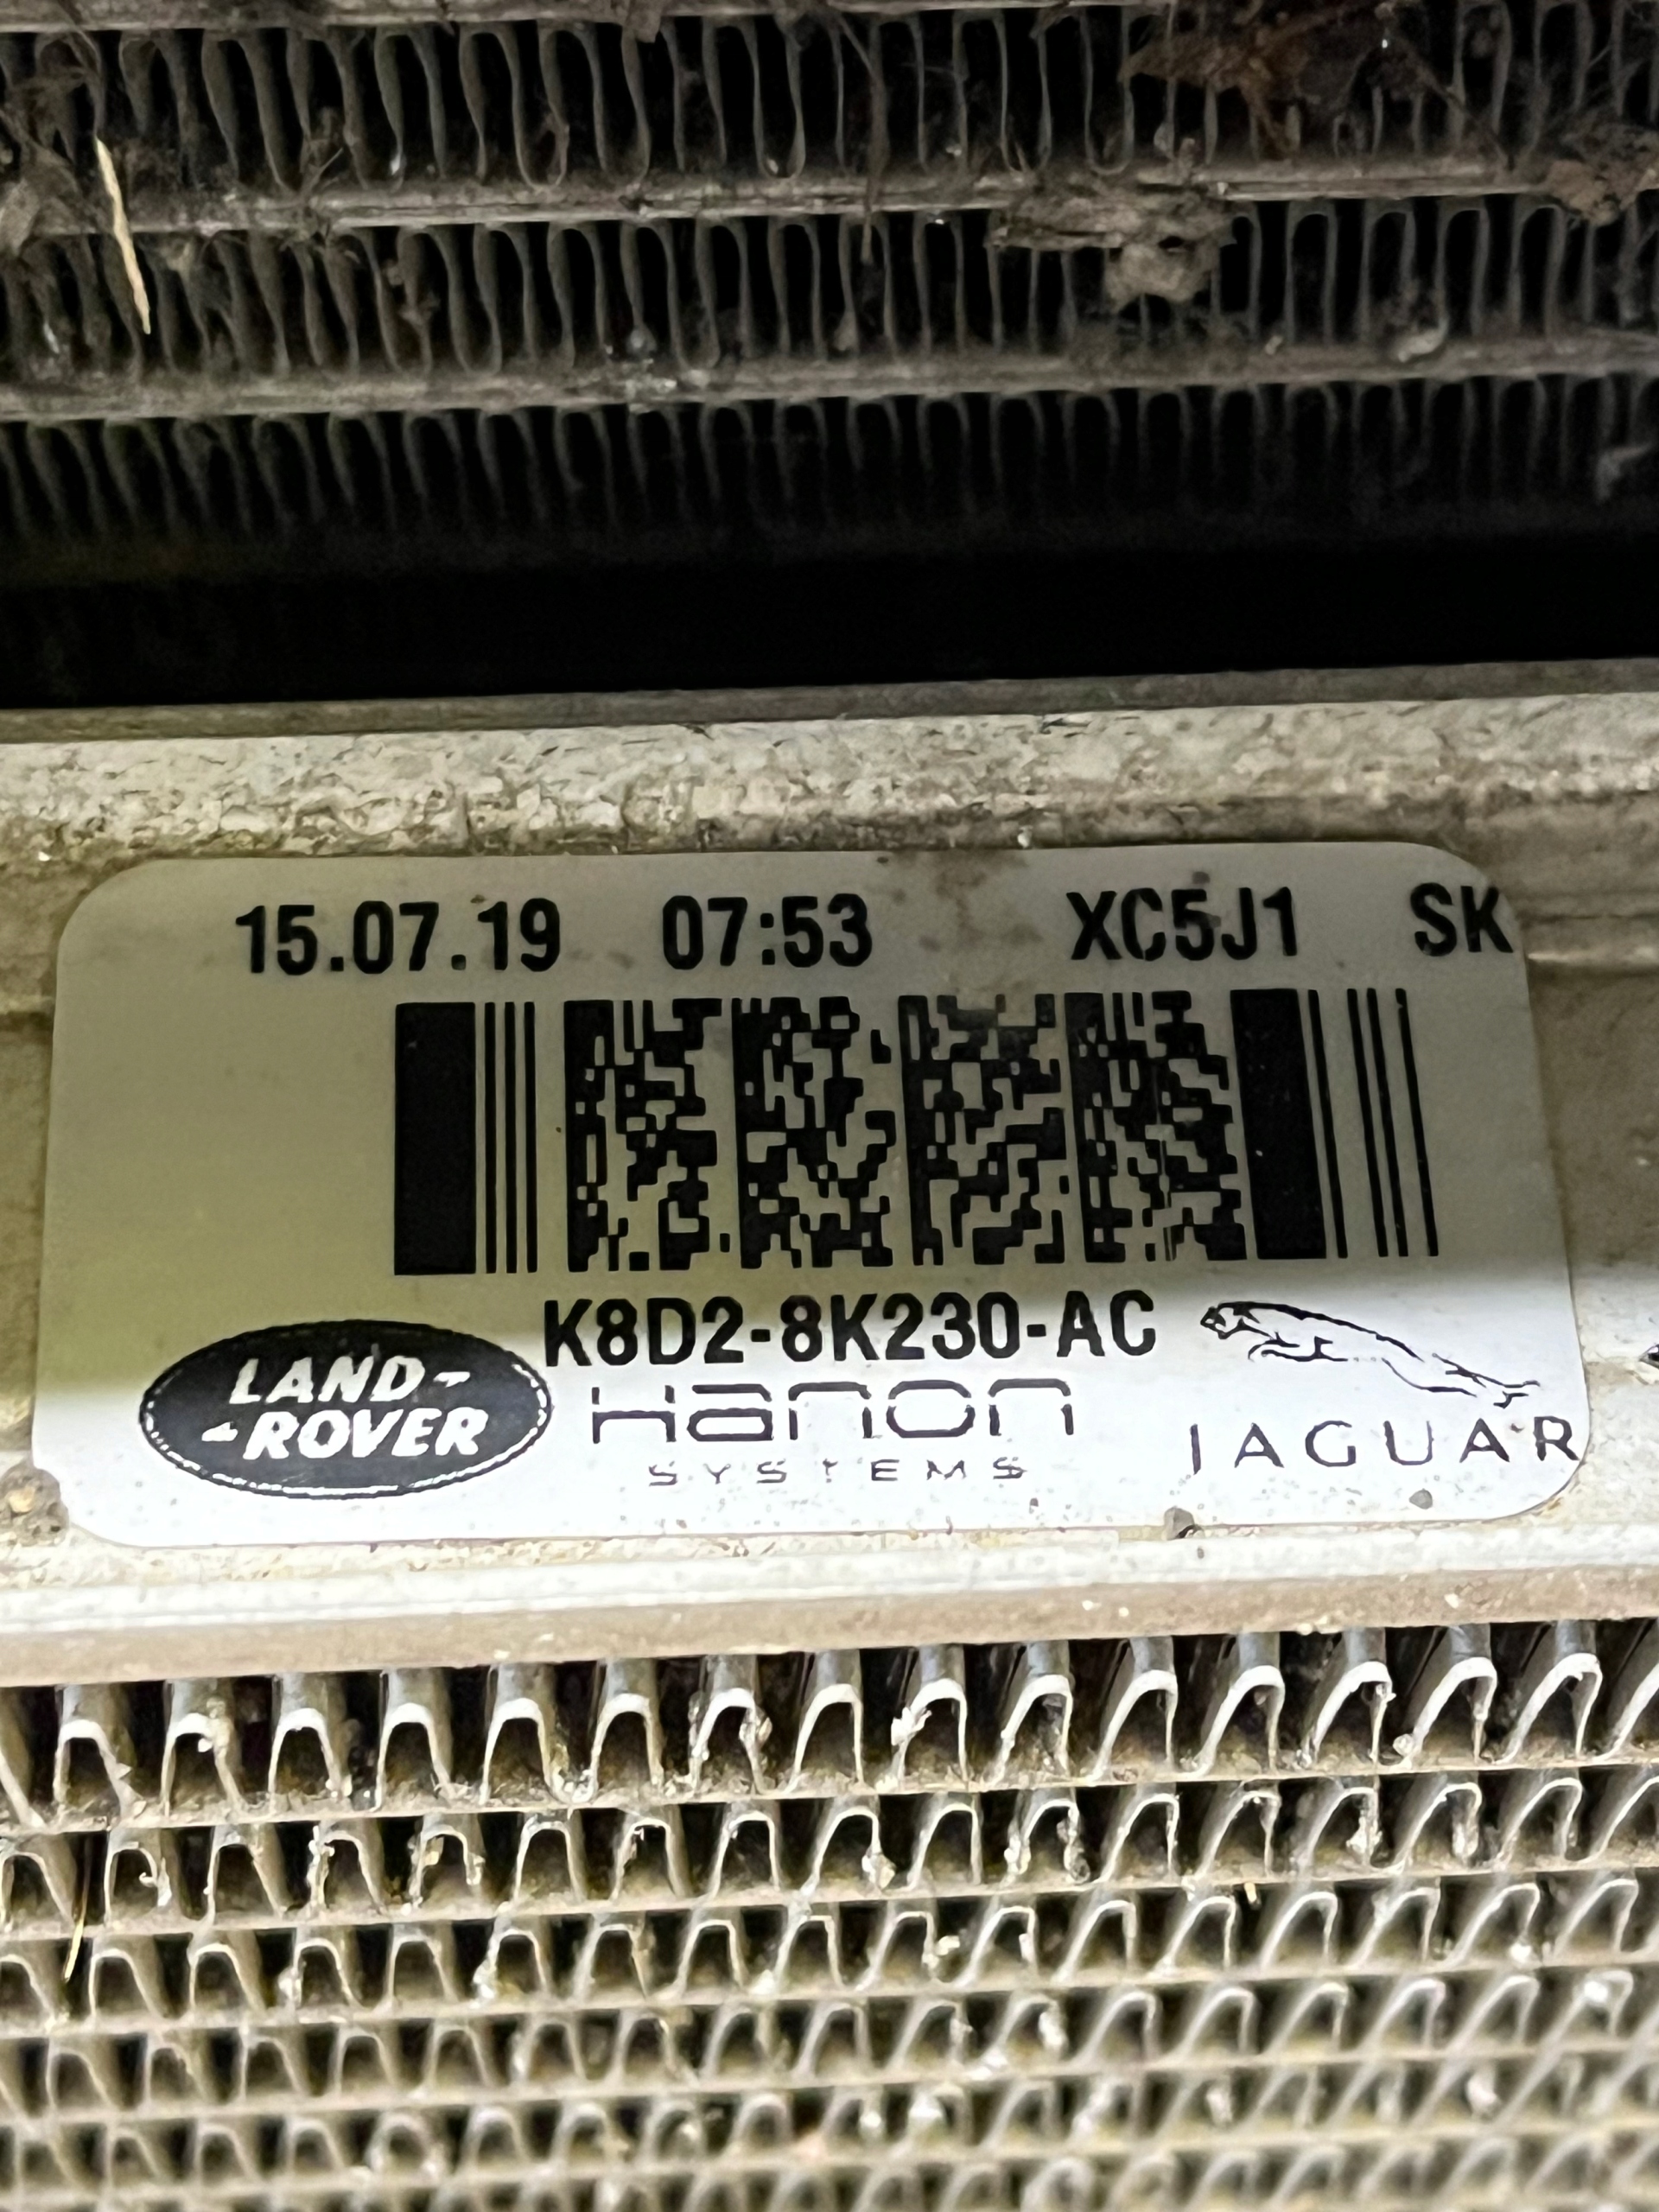 15.07.19 07:53 XC5J1 SK
K8D2-8K230-AC
LAND-
-ROVER
Hanon
SYSTEMS
JAGUAR